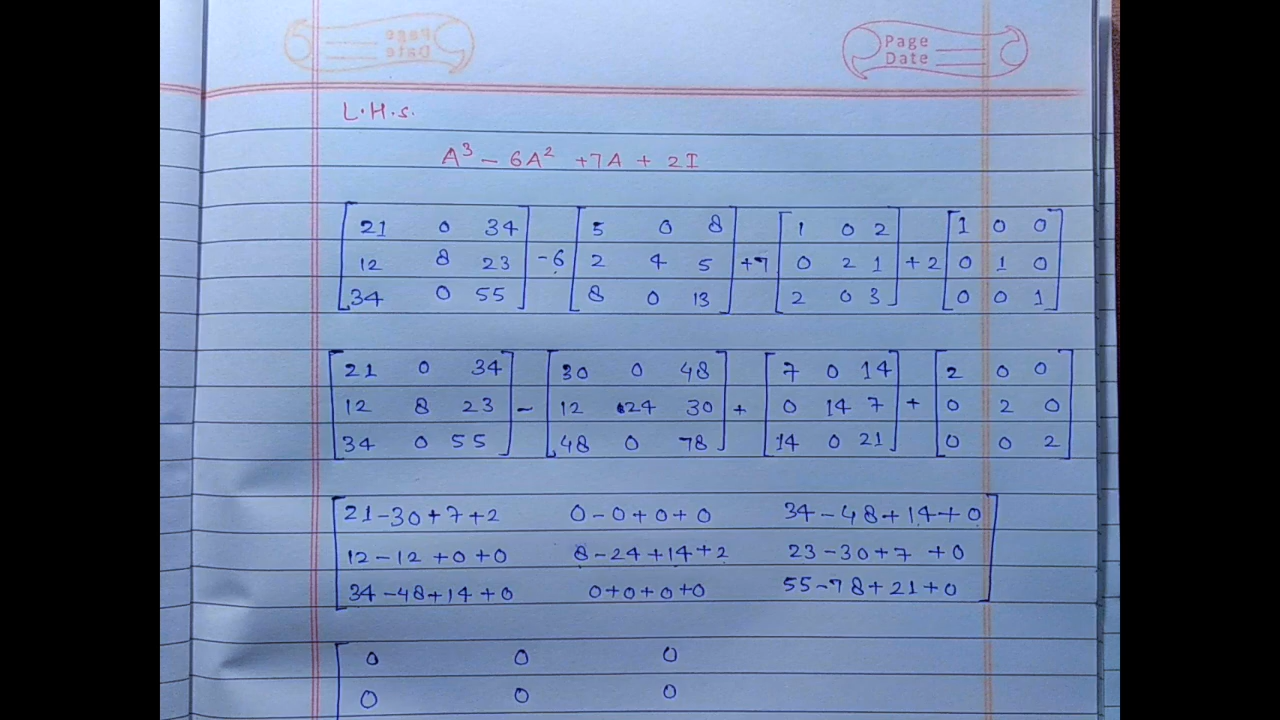 Page
Date
Page
Date
L.H.S.
A³ - 6A² + 7A + 2I
[21 0 34] [5 0 8] [1 0 2] [1 0 0]
[12 8 23] -6 [2 4 5] +7 [0 2 1] +2 [0 1 0]
[34 0 55] [8 0 13] [2 0 3] [0 0 1]
[21 0 34] [30 0 48] [7 0 14] [2 0 0]
[12 8 23] - [12 24 30] + [0 14 7] + [0 2 0]
[34 0 55] [48 0 78] [14 0 21] [0 0 2]
[21-30+7+2 0-0+0+0 34-48+14+0]
[12-12+0+0 8-24+14+2 23-30+7+0]
[34-48+14+0 0+0+0+0 55-78+21+0]
[0 0 0
[0 0 0